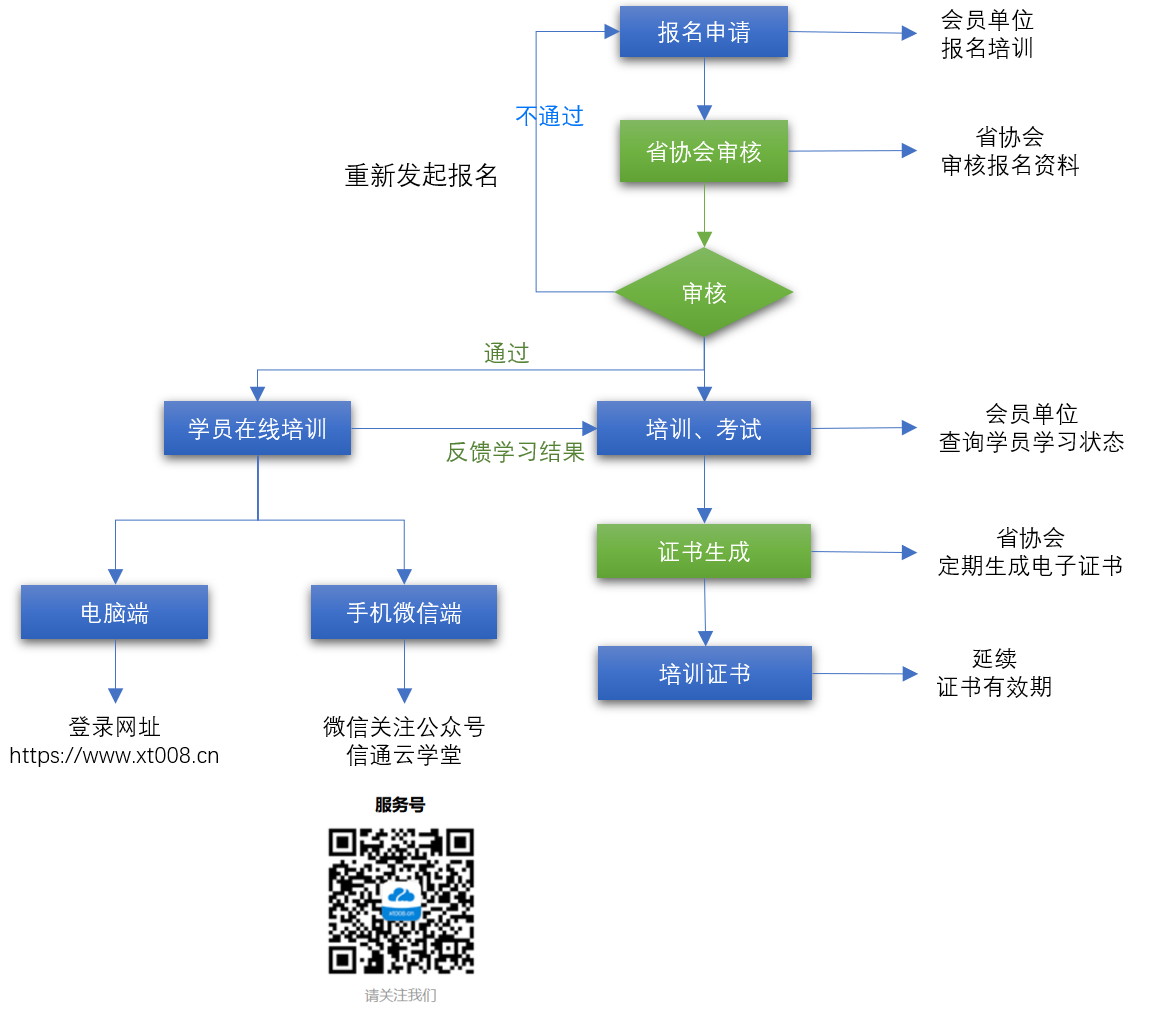 报名申请
会员单位
报名培训
不通过
省协会审核
省协会
审核报名资料
重新发起报名
审核
通过
学员在线培训
反馈学习结果
培训、考试
会员单位
查询学员学习状态
证书生成
省协会
定期生成电子证书
电脑端
手机微信端
培训证书
延续
证书有效期
登录网址
https://www.xt008.cn
微信关注公众号
信通云学堂
服务号
xt008.cn
请关注我们